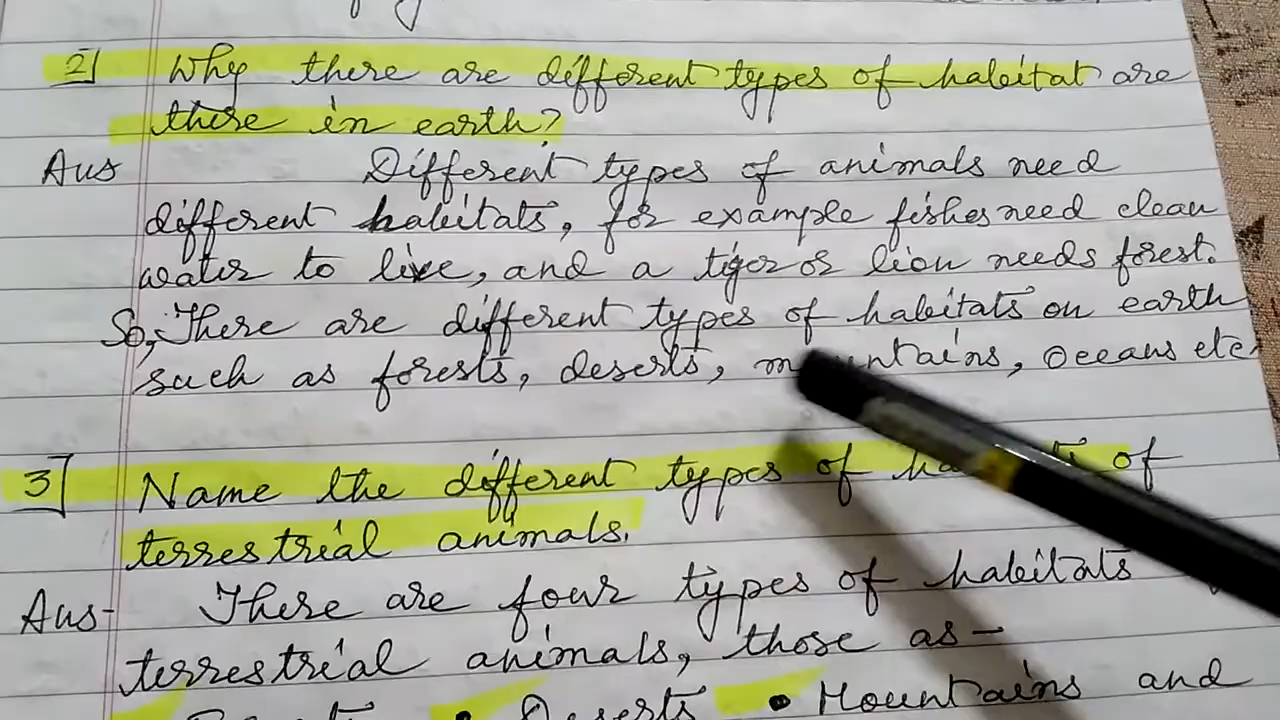 2] Why there are different types of habitat are
there in earth?
Ans Different types of animals need
different habitats, for example fishes need clean
water to live, and a tiger or lion needs forest.
So, There are different types of habitats on earth
such as forests, deserts, mountains, oceans etc
3] Name the different types of habitats of
terrestrial animals.
Ans- There are four types of habitats
terrestrial animals, those as-
• Deserts • Mountains and